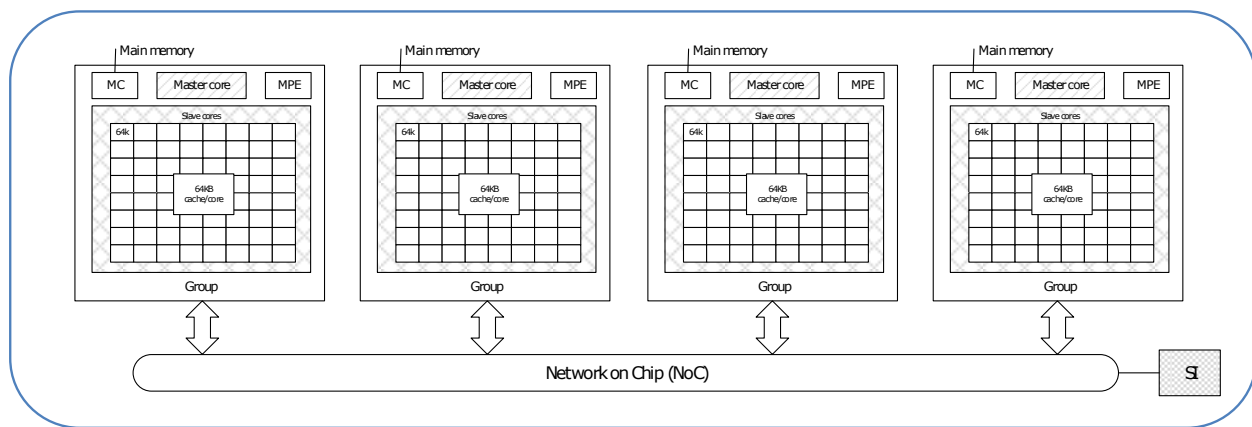 Main memory
MC
Master core
MPE
Slave cores
64k
64KB
cache/core
Group
Main memory
MC
Master core
MPE
Slave cores
64k
64KB
cache/core
Group
Main memory
MC
Master core
MPE
Slave cores
64k
64KB
cache/core
Group
Main memory
MC
Master core
MPE
Slave cores
64k
64KB
cache/core
Group
Network on Chip (NoC)
SI